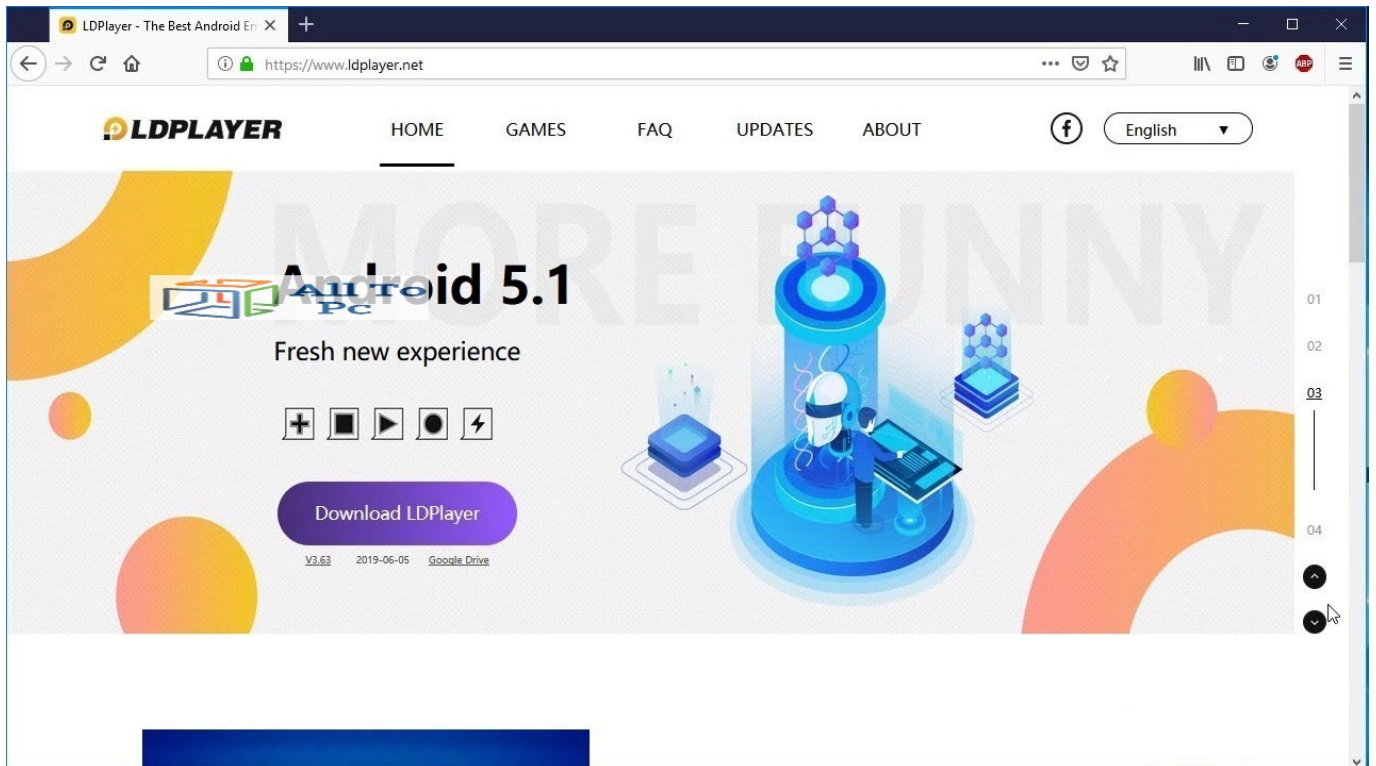 LDPlayer - The Best Android En
https://www.ldplayer.net
ABP
LDPLAYER
HOME GAMES FAQ UPDATES ABOUT
f
English
MORE FUNNY
Android 5.1
All To
Pc
Fresh new experience
Download LDPlayer
V3.63 2019-06-05 Google Drive
01
02
03
04